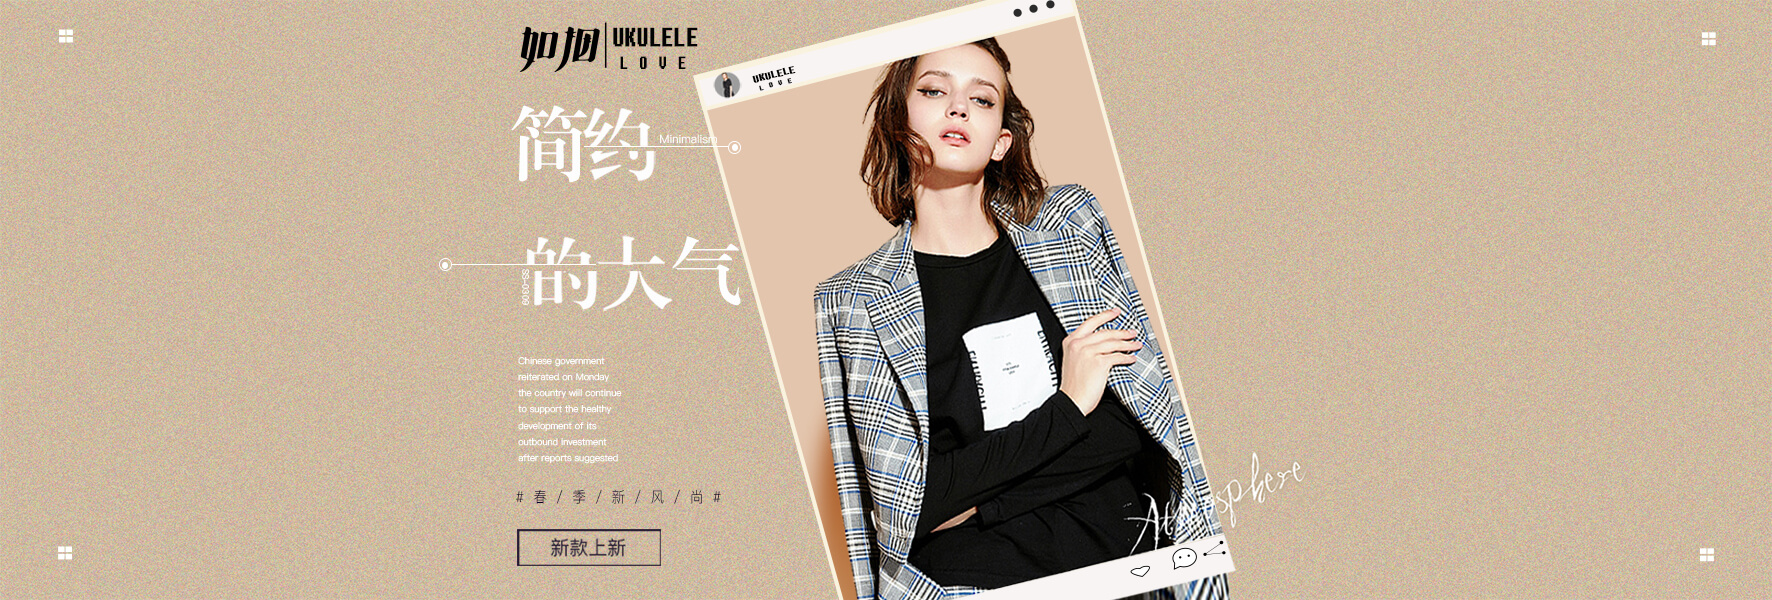 如捆 UKULELE
LOVE
简约
Minimalism
的大气
SS-0309
Chinese government
reiterated on Monday
the country will continue
to support the healthy
development of its
outbound investment
after reports suggested
#春/季/新/风/尚#
新款上新
UKULELE
LOVE
Atmosphere